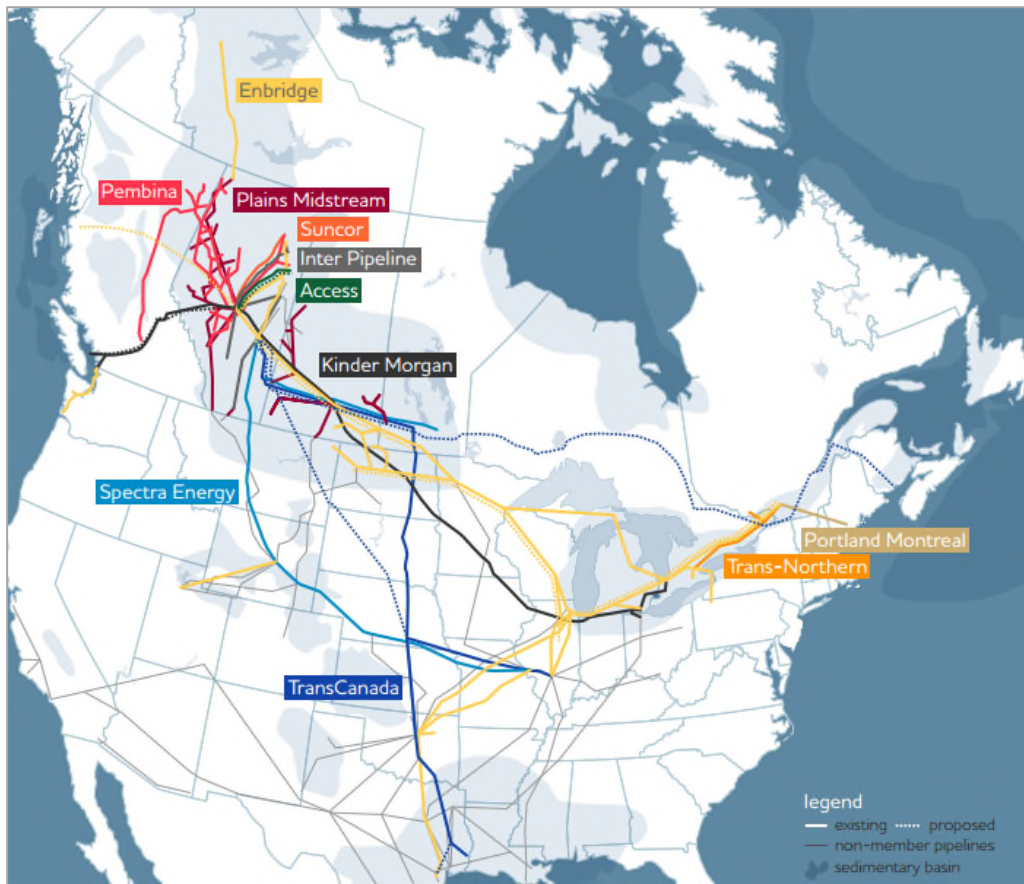 Enbridge
Pembina
Plains Midstream
Suncor
Inter Pipeline
Access
Kinder Morgan
Spectra Energy
Portland Montreal
Trans-Northern
TransCanada
legend
existing proposed
non-member pipelines
sedimentary basin